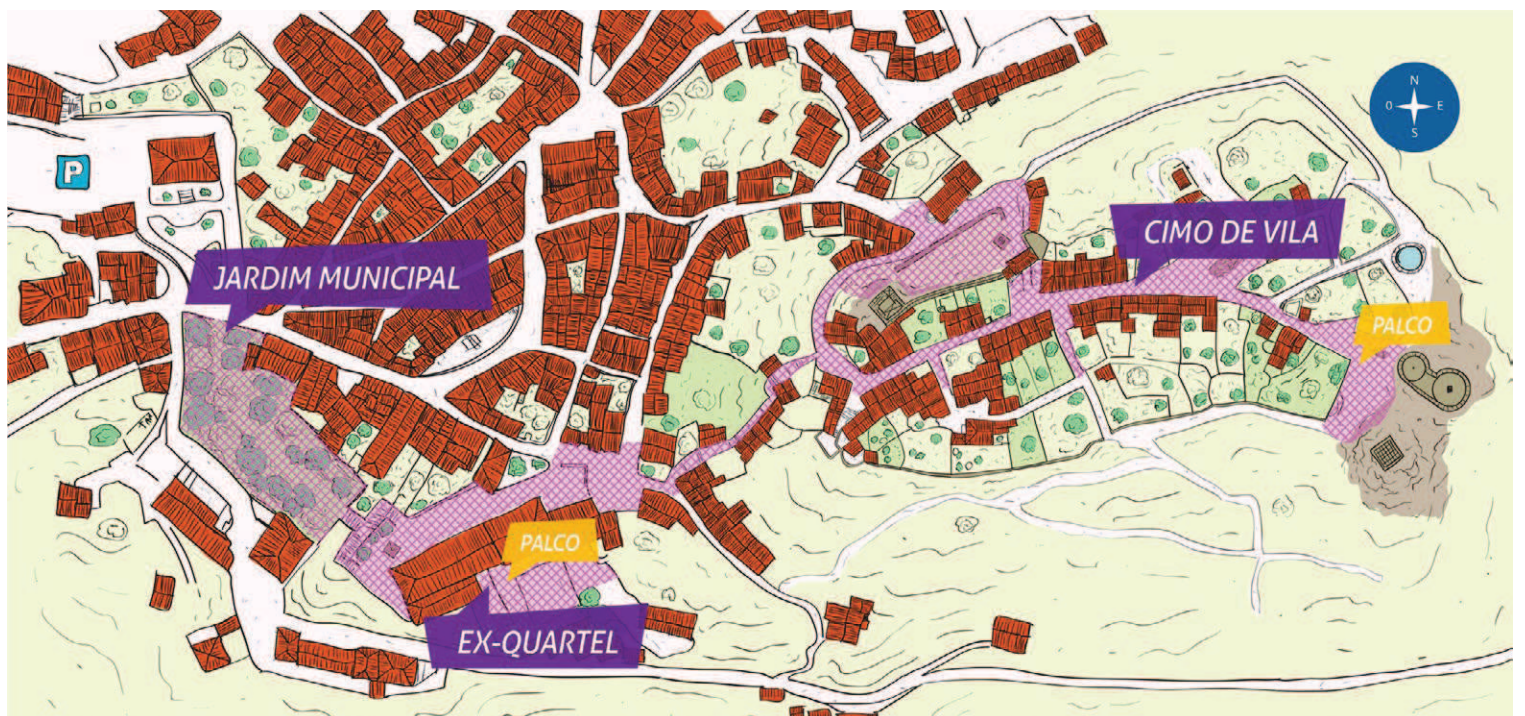 N
O E
S
P
CIMO DE VILA
JARDIM MUNICIPAL
PALCO
PALCO
EX-QUARTEL